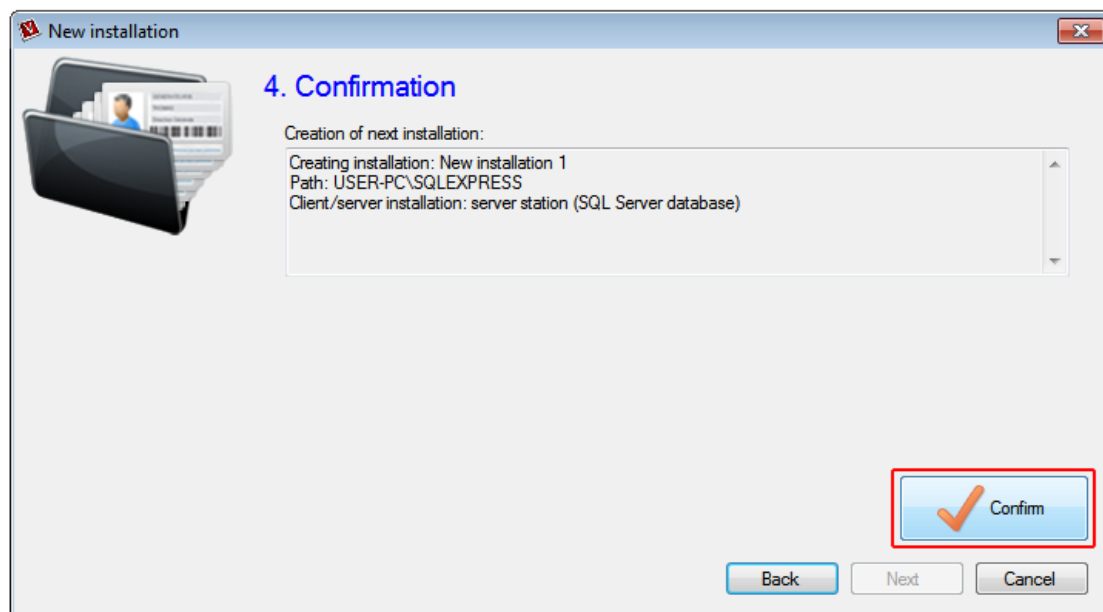 New installation
4. Confirmation
Creation of next installation:
Creating installation: New installation 1
Path: USER-PC\SQLEXPRESS
Client/server installation: server station (SQL Server database)
Confirm
Back Next Cancel